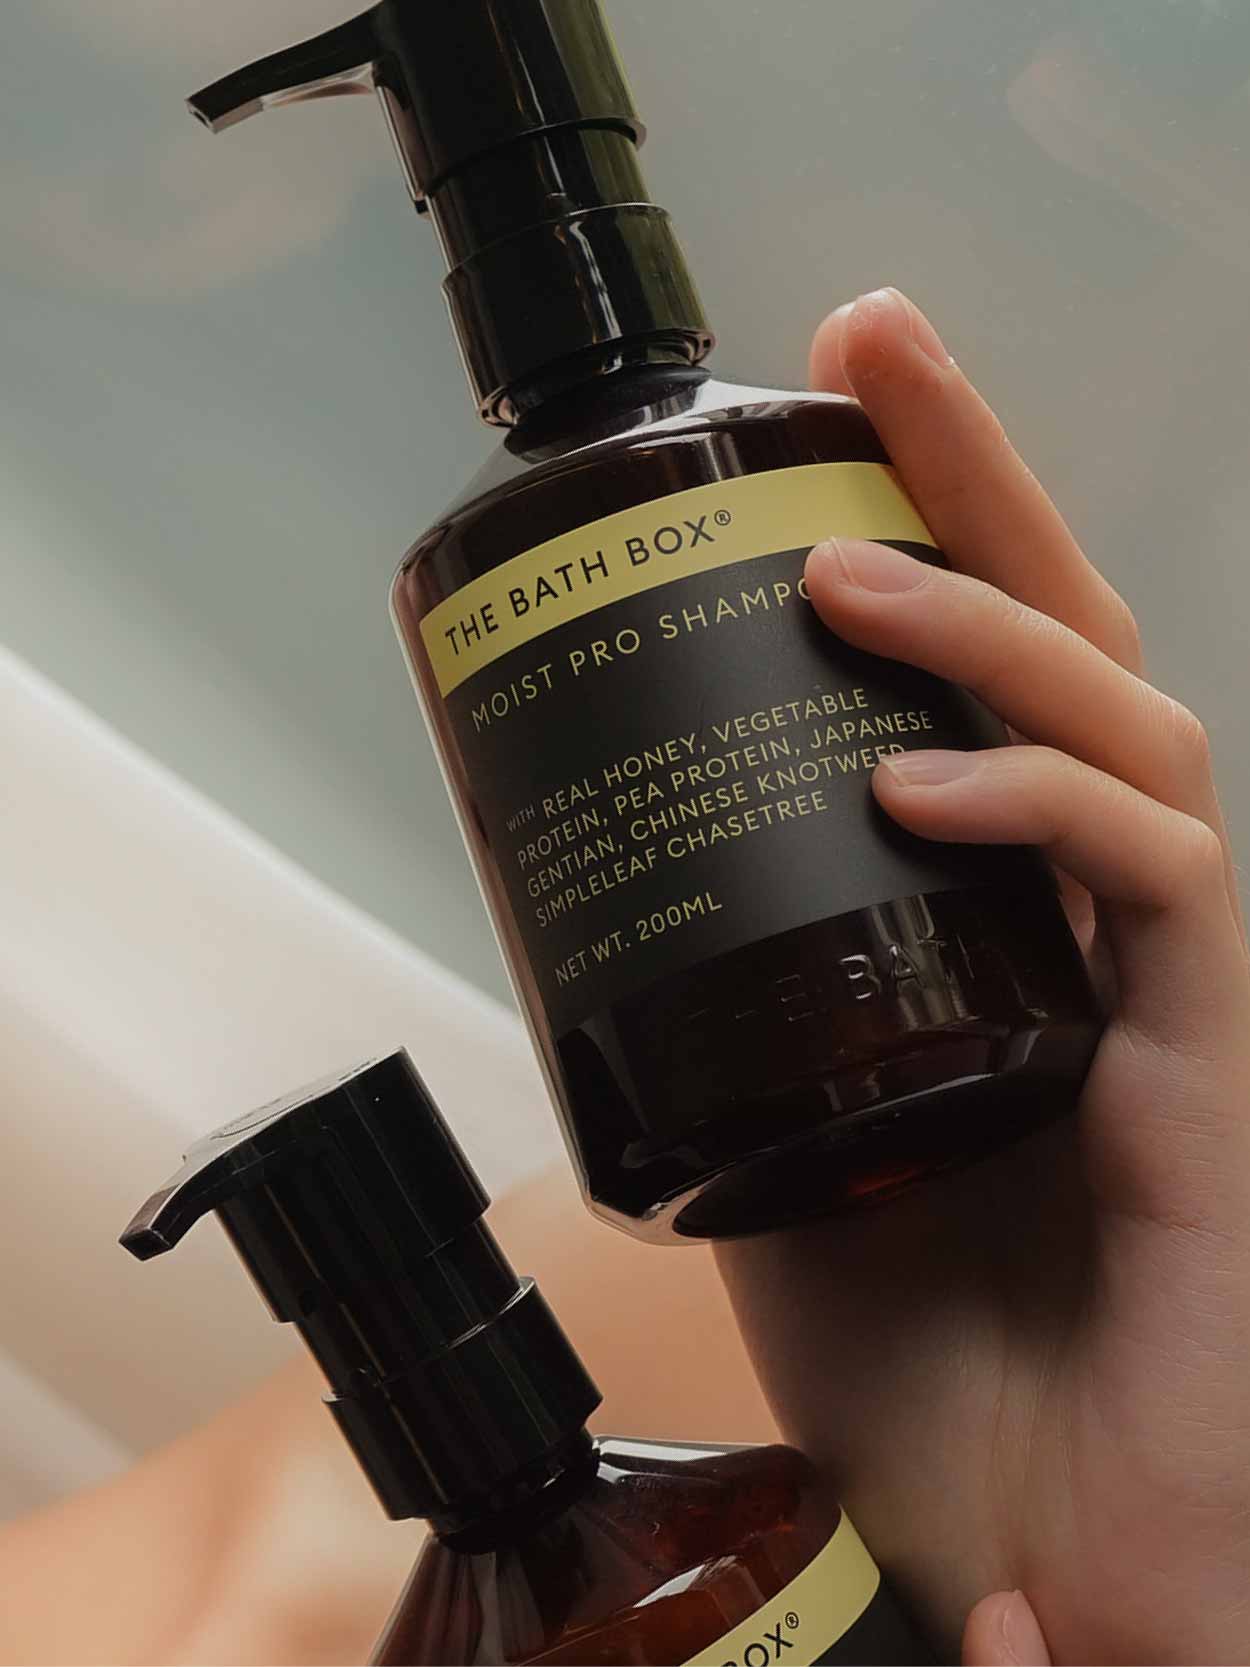 THE BATH BOX®
MOIST PRO SHAMPO
WITH REAL HONEY, VEGETABLE
PROTEIN, PEA PROTEIN, JAPANESE
GENTIAN, CHINESE KNOTWEED
SIMPLELEAF CHASETREE
NET WT. 200ML
E BATH
BOX®